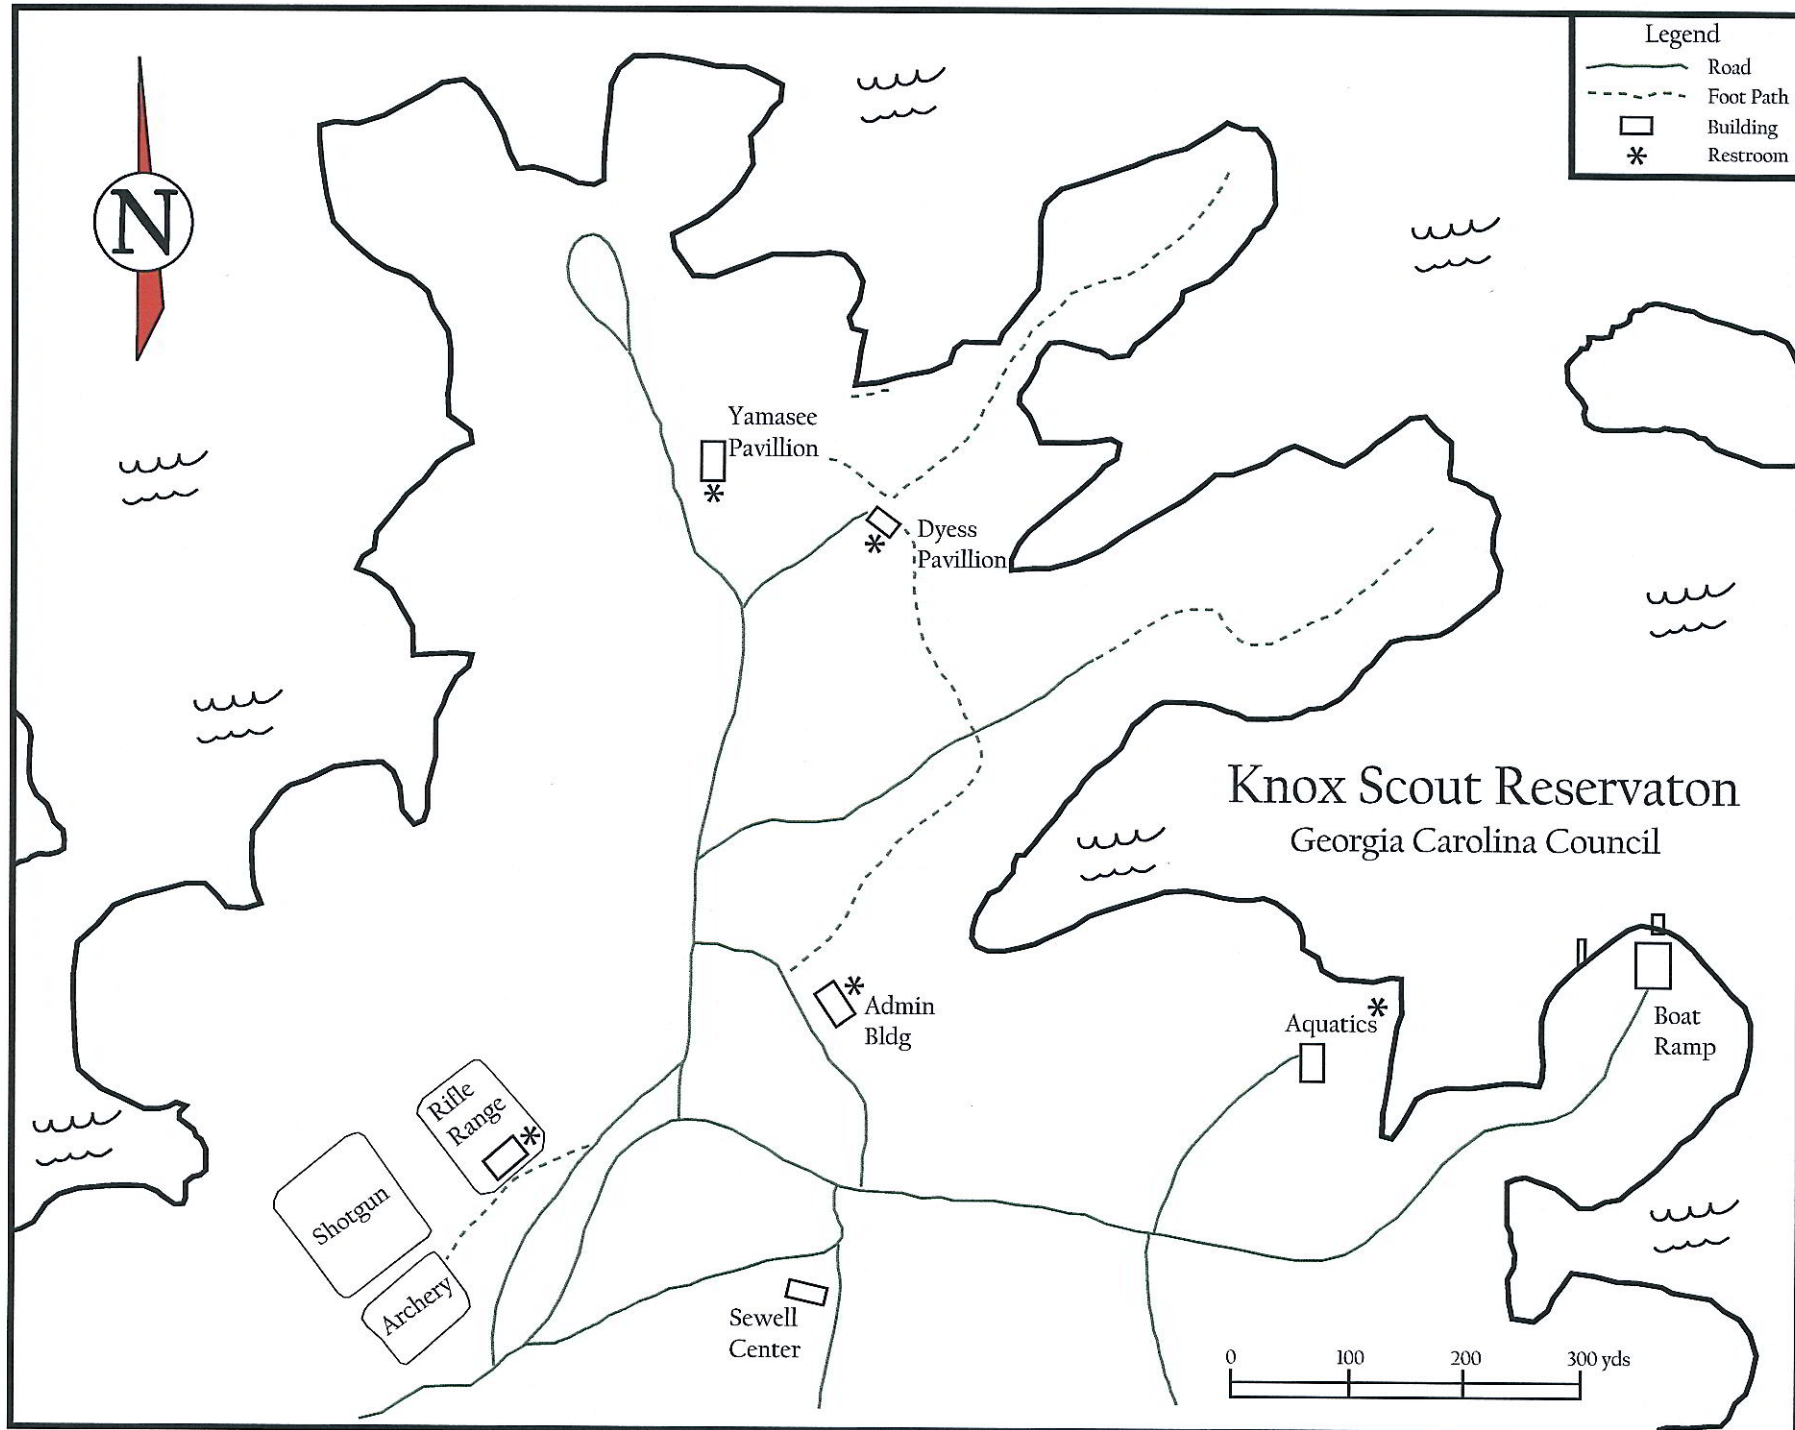 Legend
Road
Foot Path
Building
* Restroom
N
Yamasee
Pavillion
*
Dyess
Pavillion
*
Knox Scout Reservaton
Georgia Carolina Council
*
Admin
Bldg
*
Aquatics
Boat
Ramp
Rifle
Range
*
Shotgun
Archery
Sewell
Center
0 100 200 300 yds